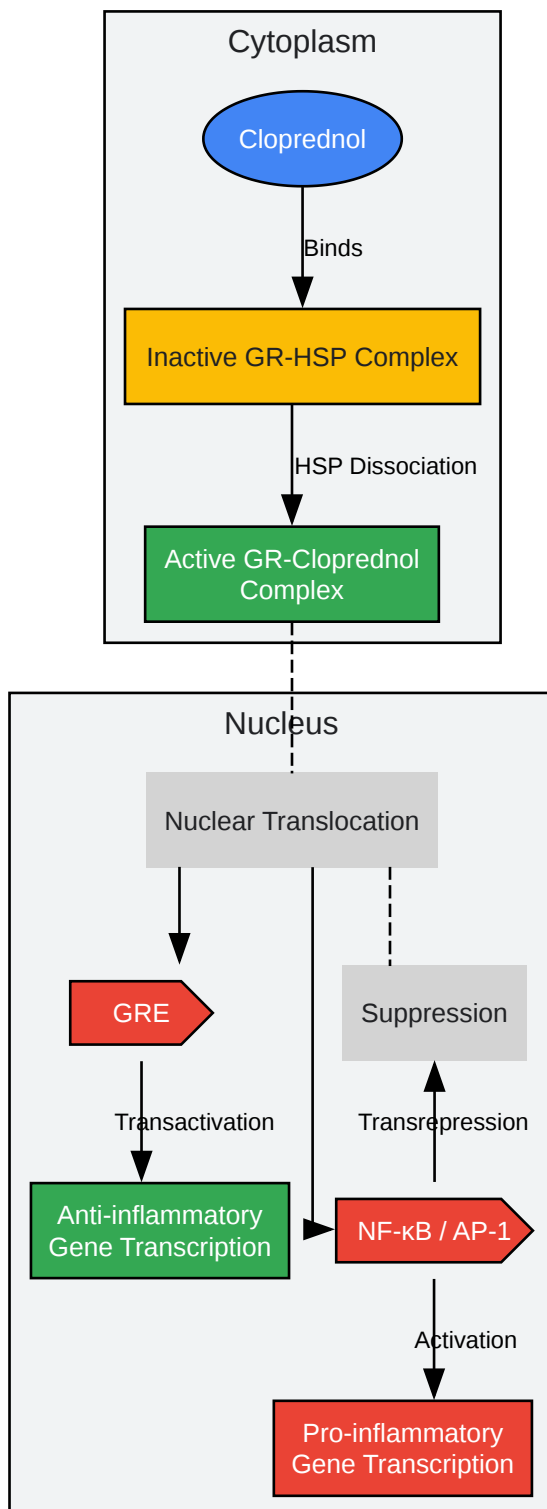 Cytoplasm
Cloprednol
Binds
Inactive GR-HSP Complex
HSP Dissociation
Active GR-Cloprednol
Complex
Nucleus
Nuclear Translocation
GRE
Suppression
Transactivation
Transrepression
Anti-inflammatory
Gene Transcription
NF-κB / AP-1
Activation
Pro-inflammatory
Gene Transcription